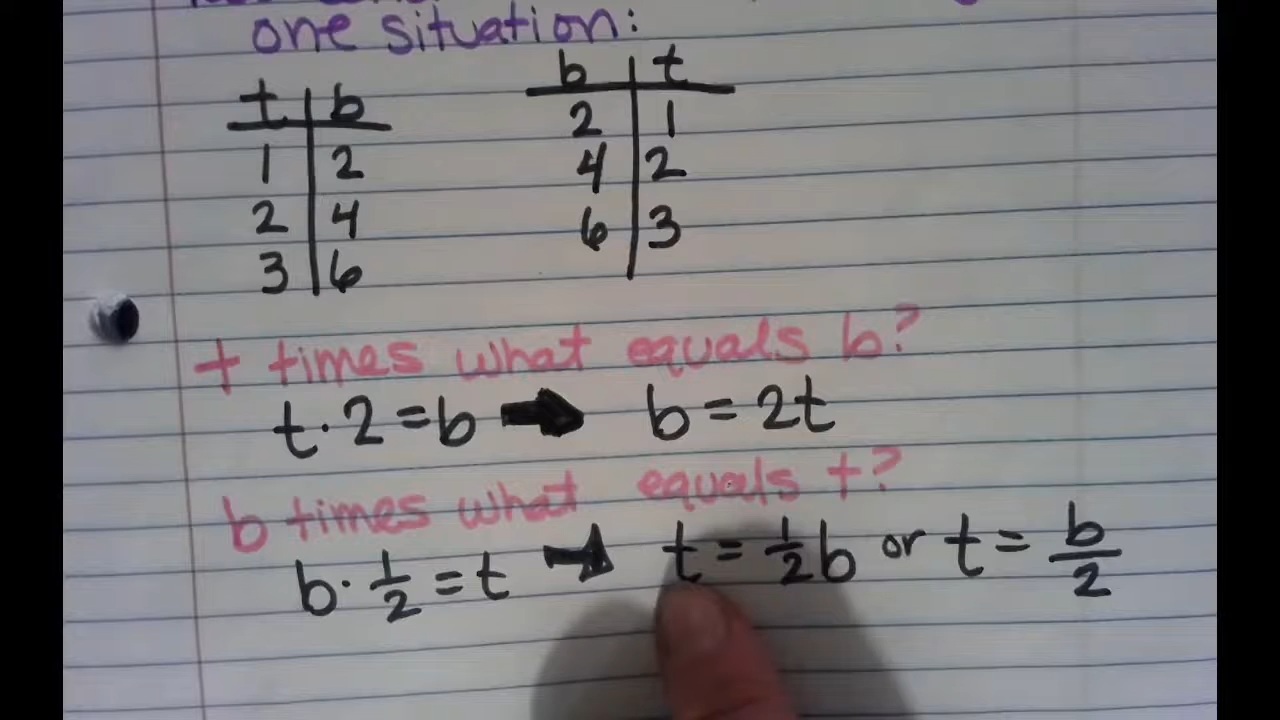 one situation:
t b
1 2
2 4
3 6
b t
2 1
4 2
6 3
t times what equals b?
t · 2 = b → b = 2t
b times what equals t?
b · 1/2 = t → t = 1/2 b or t = b/2